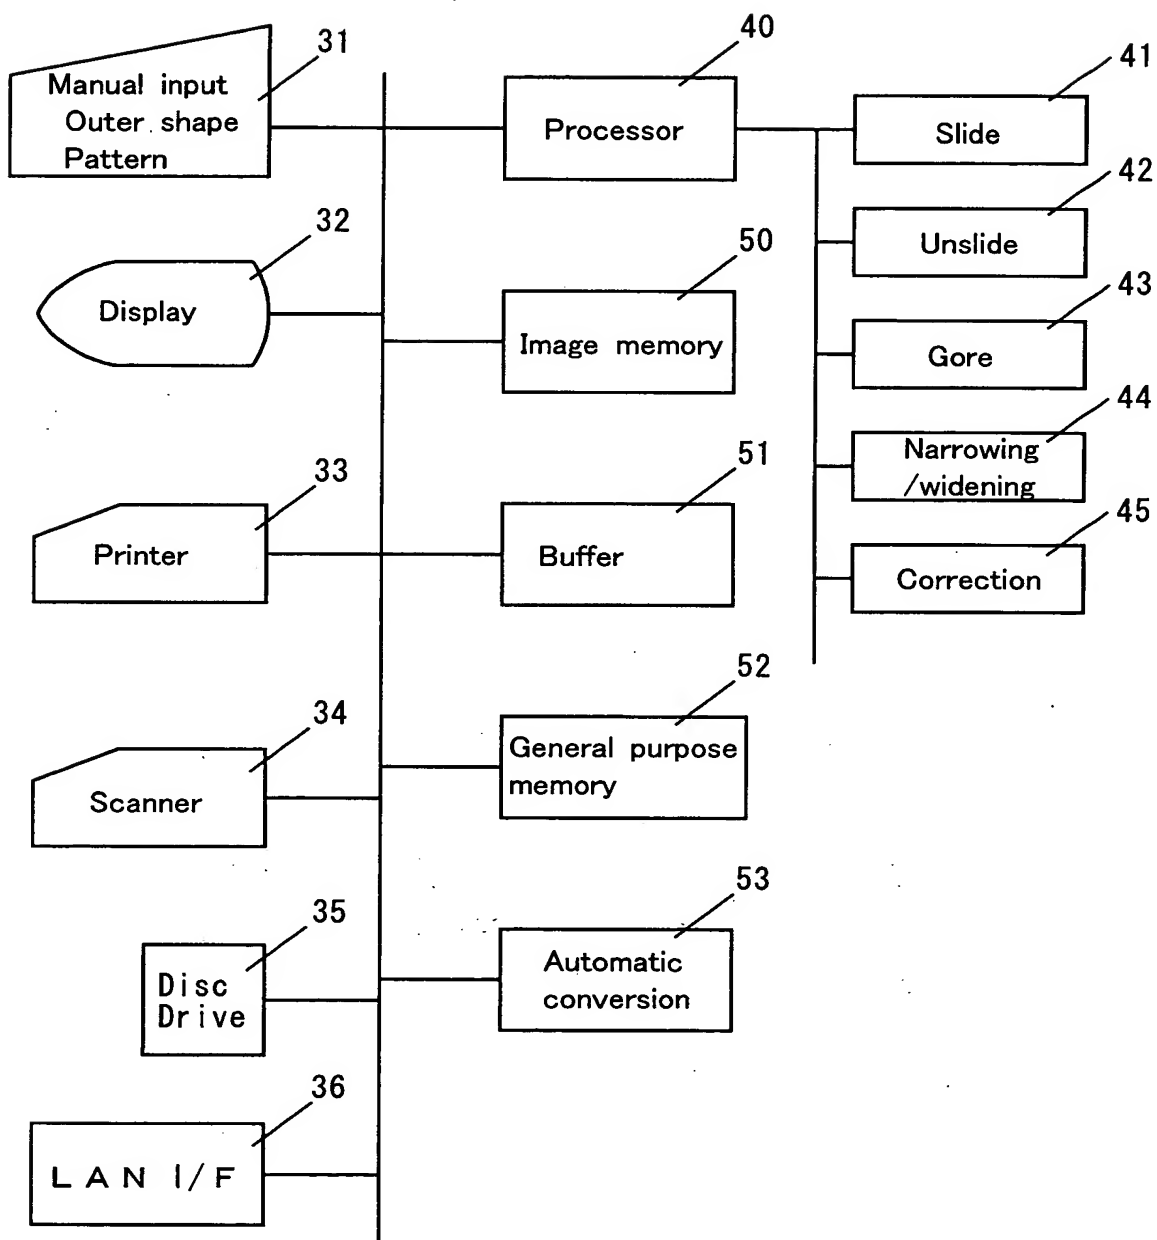 31
Manual input
Outer shape
Pattern
40
Processor
41
Slide
42
Unslide
43
Gore
44
Narrowing
/widening
45
Correction
32
Display
50
Image memory
33
Printer
51
Buffer
34
Scanner
52
General purpose
memory
35
Disc
Drive
53
Automatic
conversion
36
LAN I/F